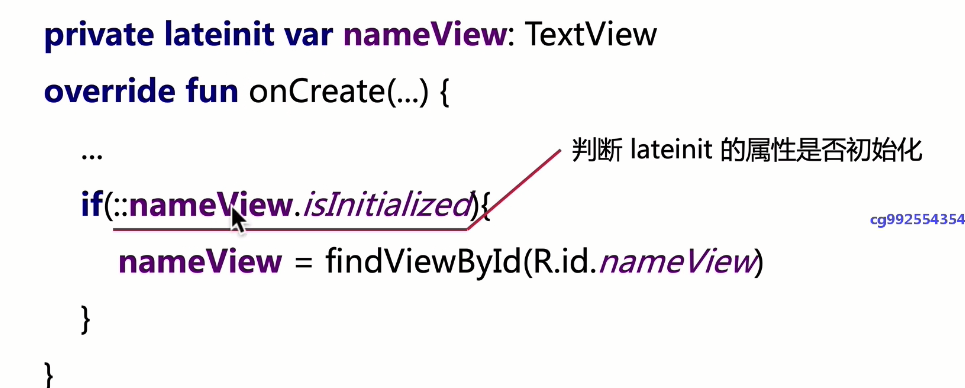 private lateinit var nameView: TextView
override fun onCreate(...) {
...
判断 lateinit 的属性是否初始化
if(::nameView.isInitialized){
cg992554354
nameView = findViewById(R.id.nameView)
}
}